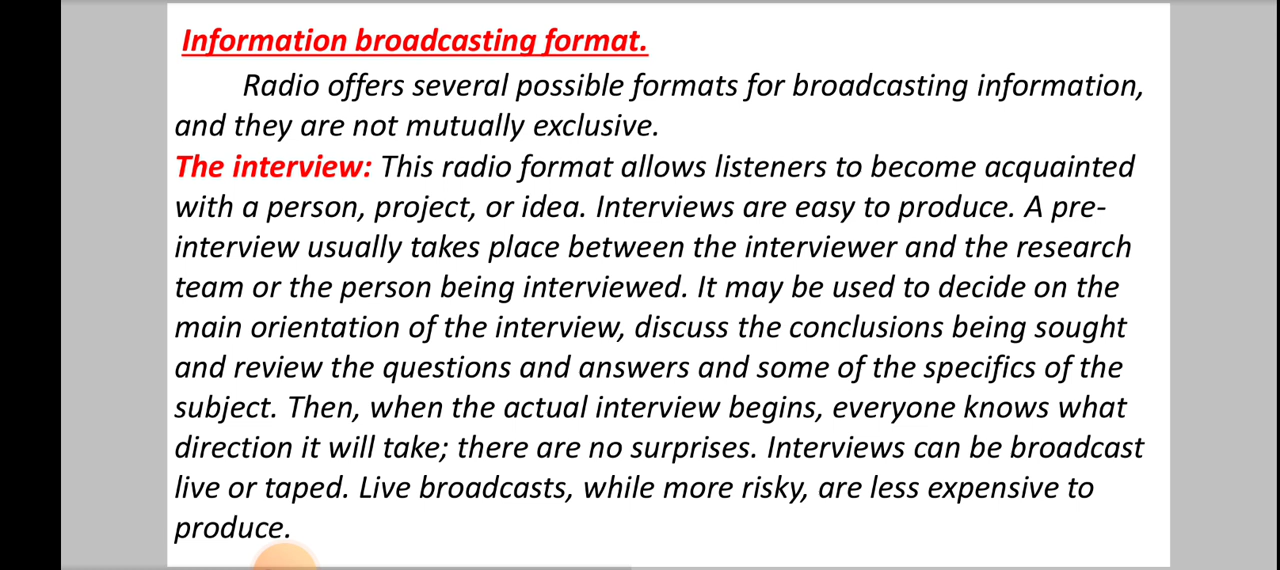 Information broadcasting format.
Radio offers several possible formats for broadcasting information,
and they are not mutually exclusive.
The interview: This radio format allows listeners to become acquainted
with a person, project, or idea. Interviews are easy to produce. A pre-
interview usually takes place between the interviewer and the research
team or the person being interviewed. It may be used to decide on the
main orientation of the interview, discuss the conclusions being sought
and review the questions and answers and some of the specifics of the
subject. Then, when the actual interview begins, everyone knows what
direction it will take; there are no surprises. Interviews can be broadcast
live or taped. Live broadcasts, while more risky, are less expensive to
produce.